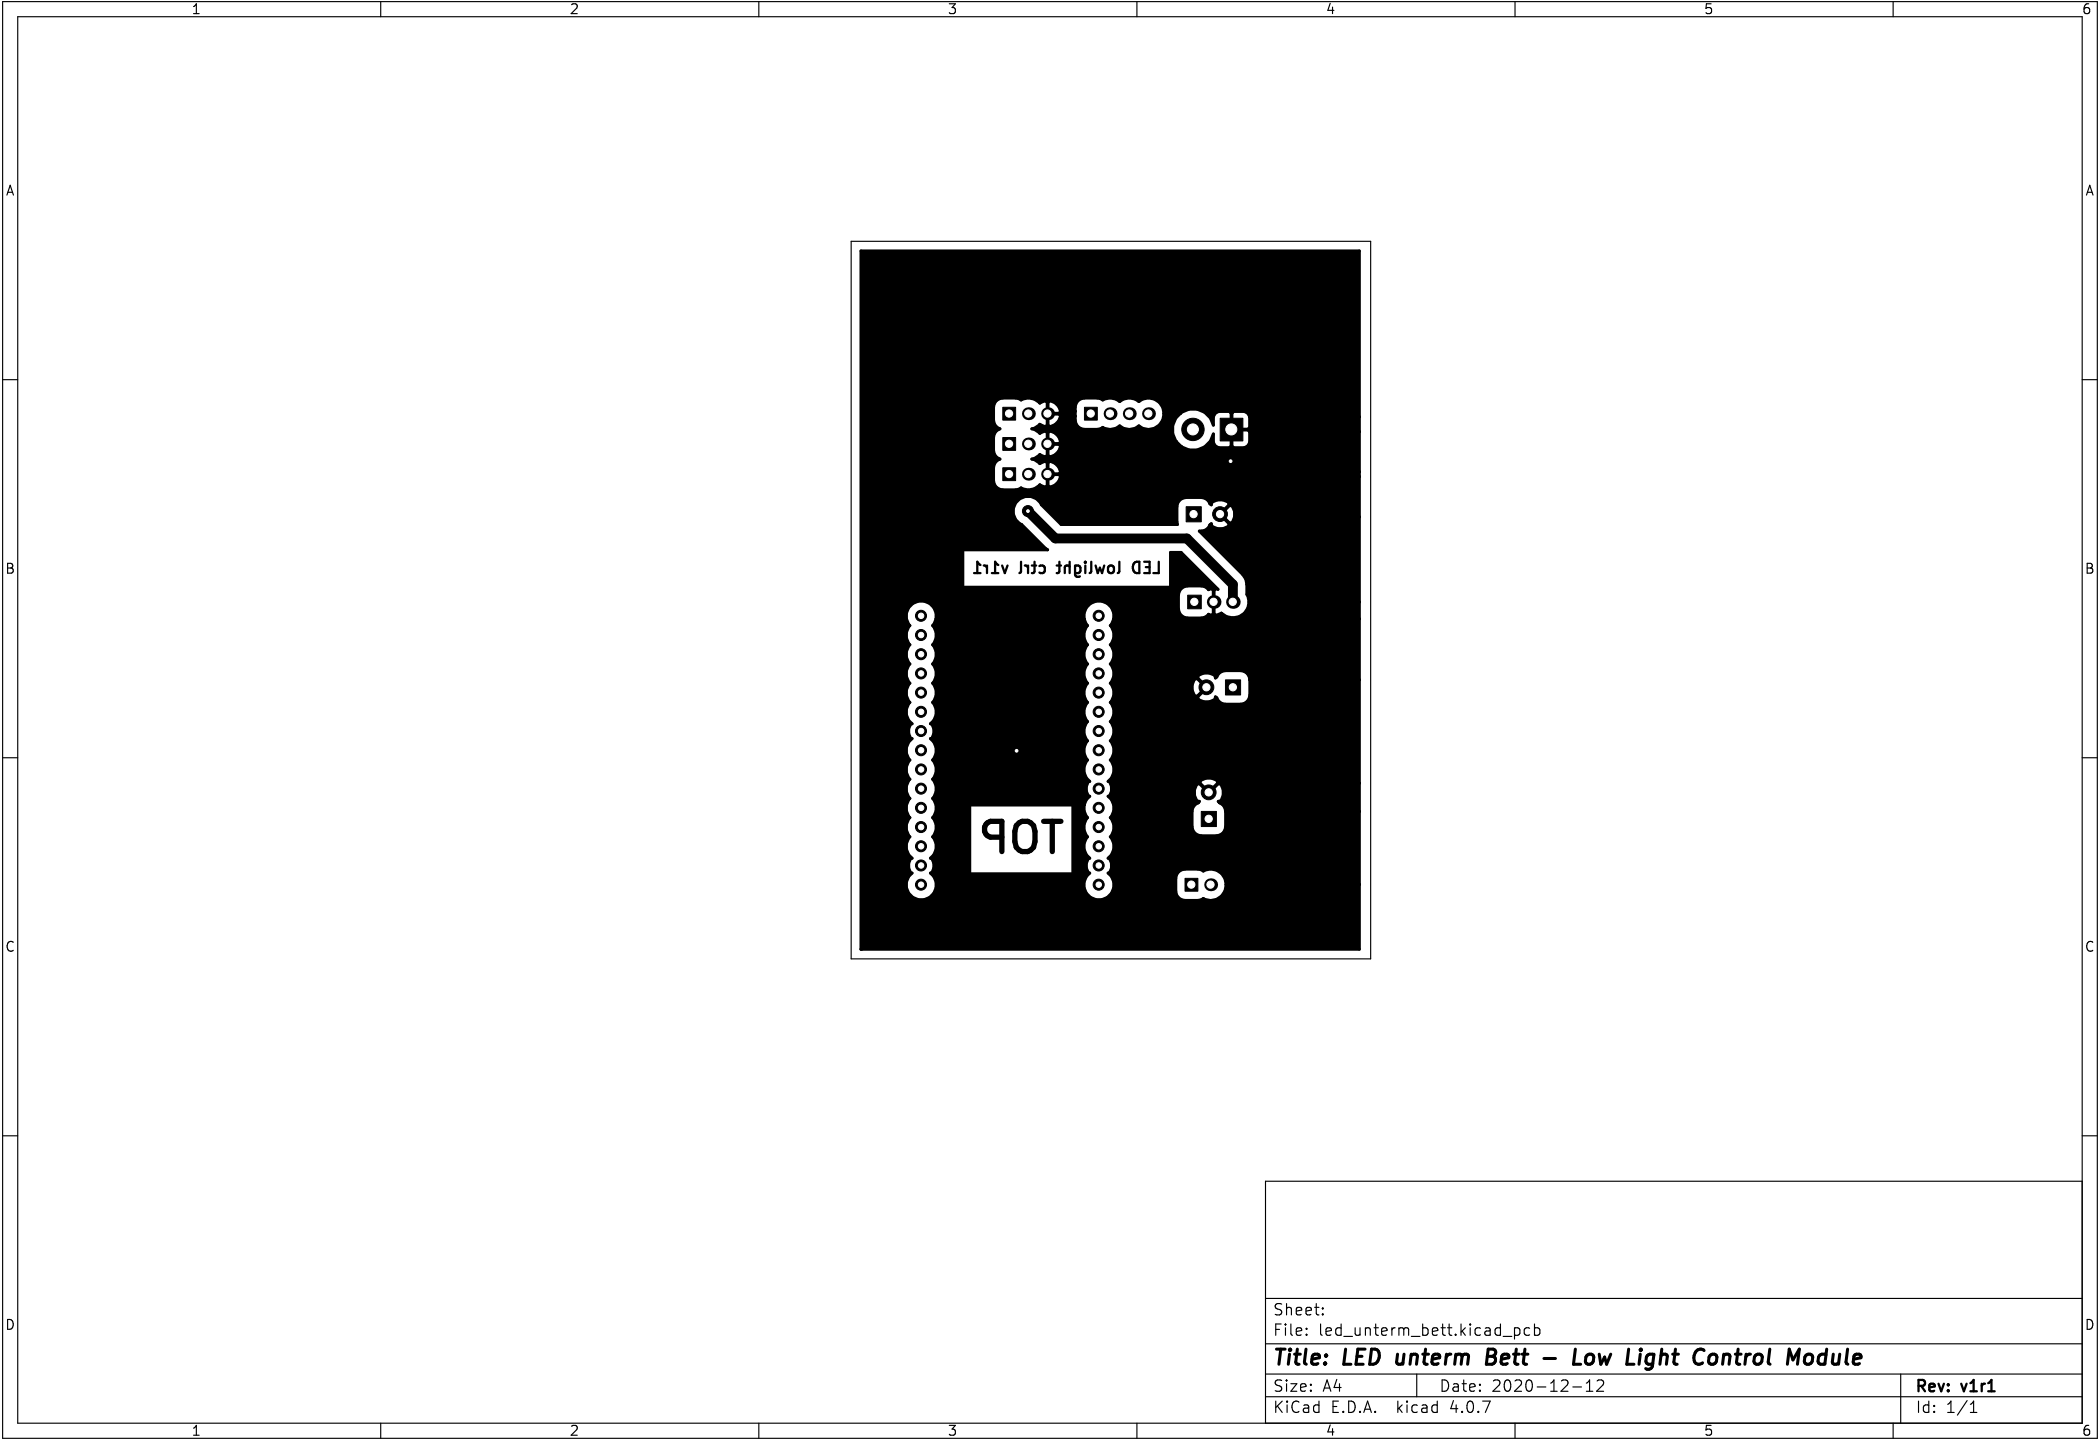 1 2 3 4 5 6
A A
LED lowlight ctrl v1r1
B B
TOP
C C
D D
Sheet:
File: led_unterm_bett.kicad_pcb
Title: LED unterm Bett – Low Light Control Module
Size: A4 Date: 2020-12-12 Rev: v1r1
KiCad E.D.A. kicad 4.0.7 Id: 1/1
1 2 3 4 5 6